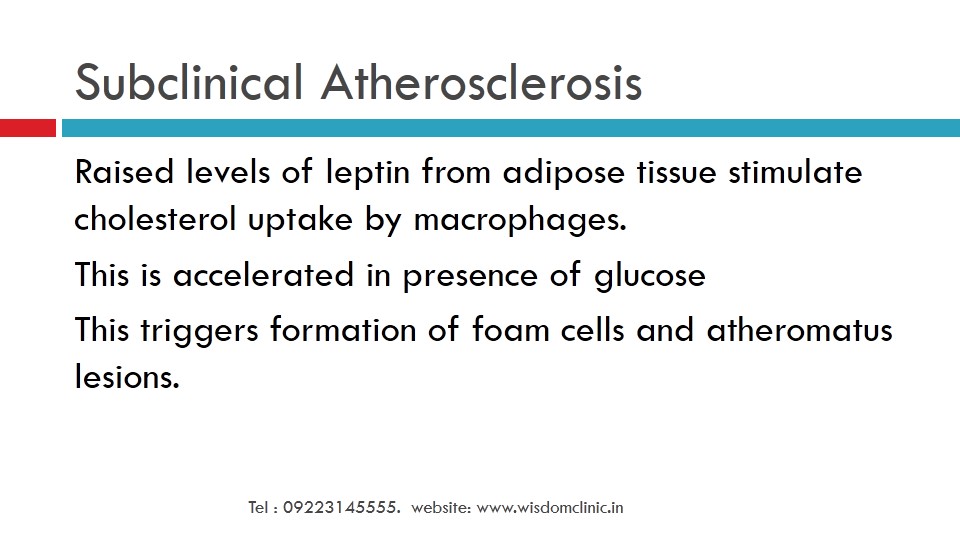 Subclinical Atherosclerosis
Raised levels of leptin from adipose tissue stimulate
cholesterol uptake by macrophages.
This is accelerated in presence of glucose
This triggers formation of foam cells and atheromatus
lesions.
Tel : 09223145555.  website: www.wisdomclinic.in